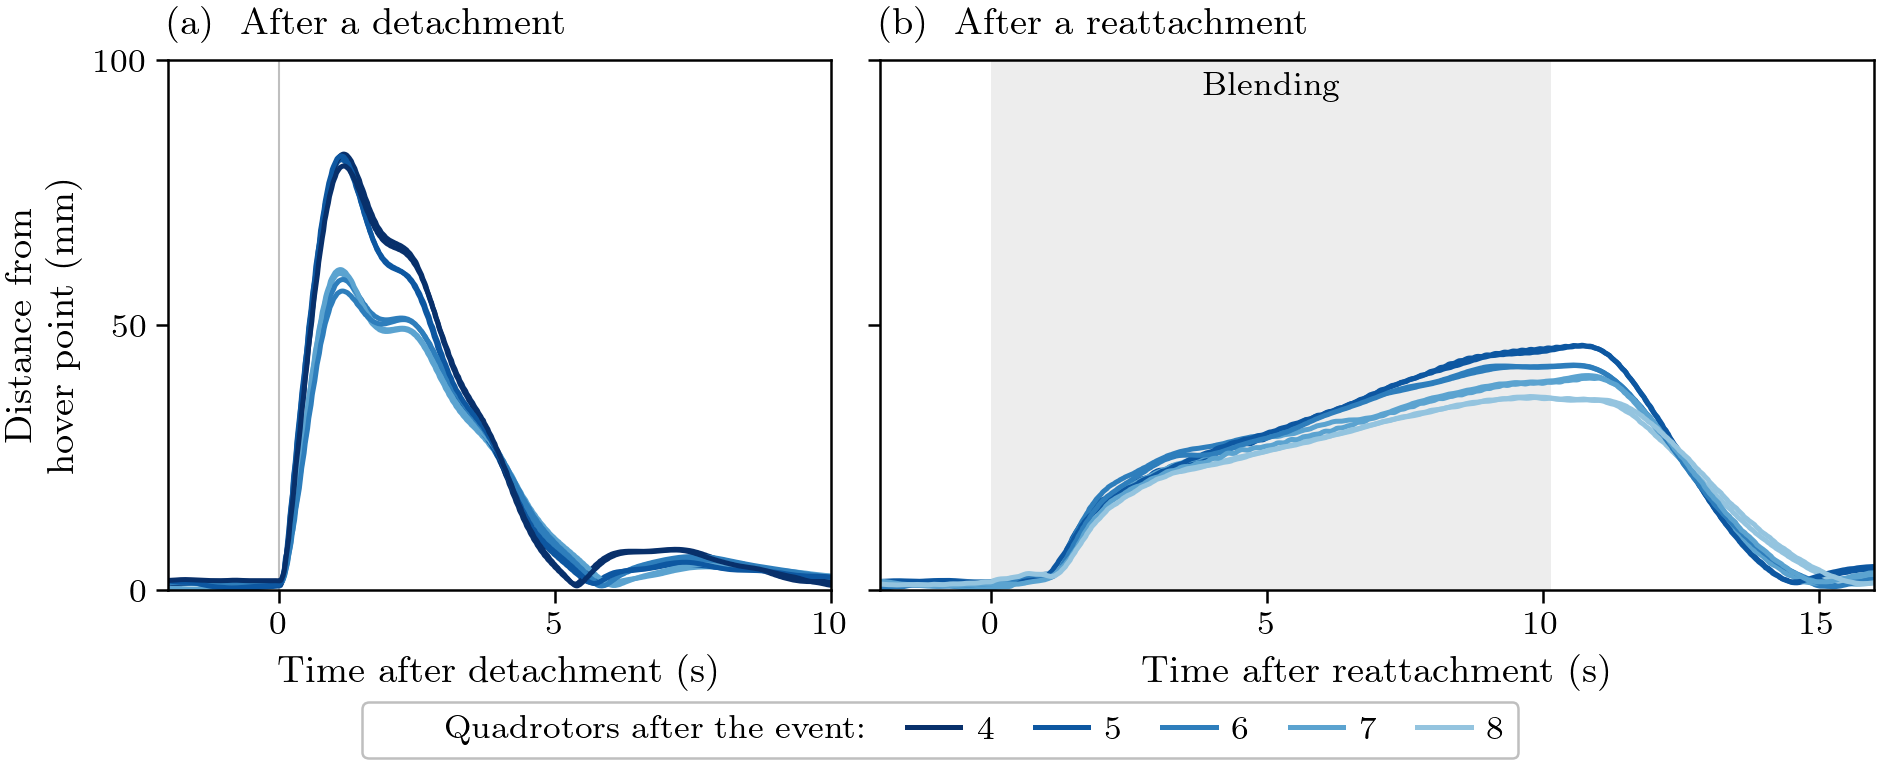 (a) After a detachment
(b) After a reattachment
Distance from
hover point (mm)
100
50
0
Blending
0
5
10
0
5
10
15
Time after detachment (s)
Time after reattachment (s)
Quadrotors after the event: 4 5 6 7 8